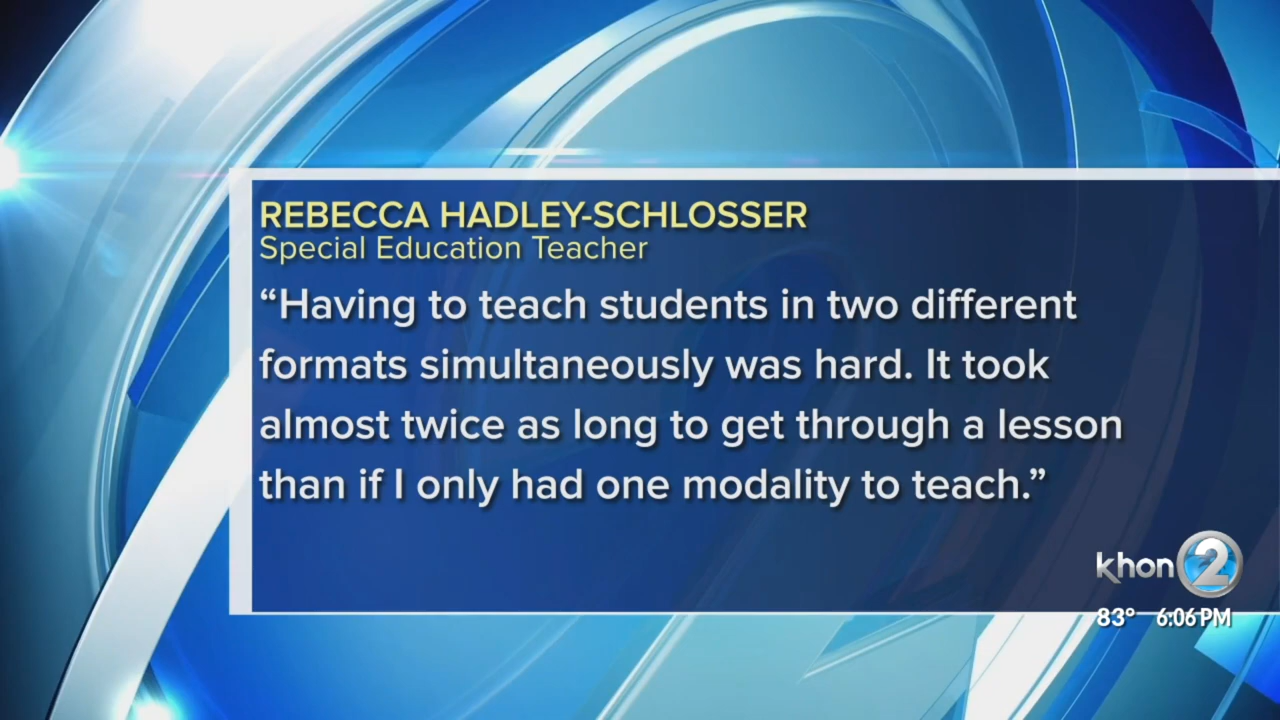 REBECCA HADLEY-SCHLOSSER
Special Education Teacher
“Having to teach students in two different
formats simultaneously was hard. It took
almost twice as long to get through a lesson
than if I only had one modality to teach.”
khon 2
83° 6:06 PM